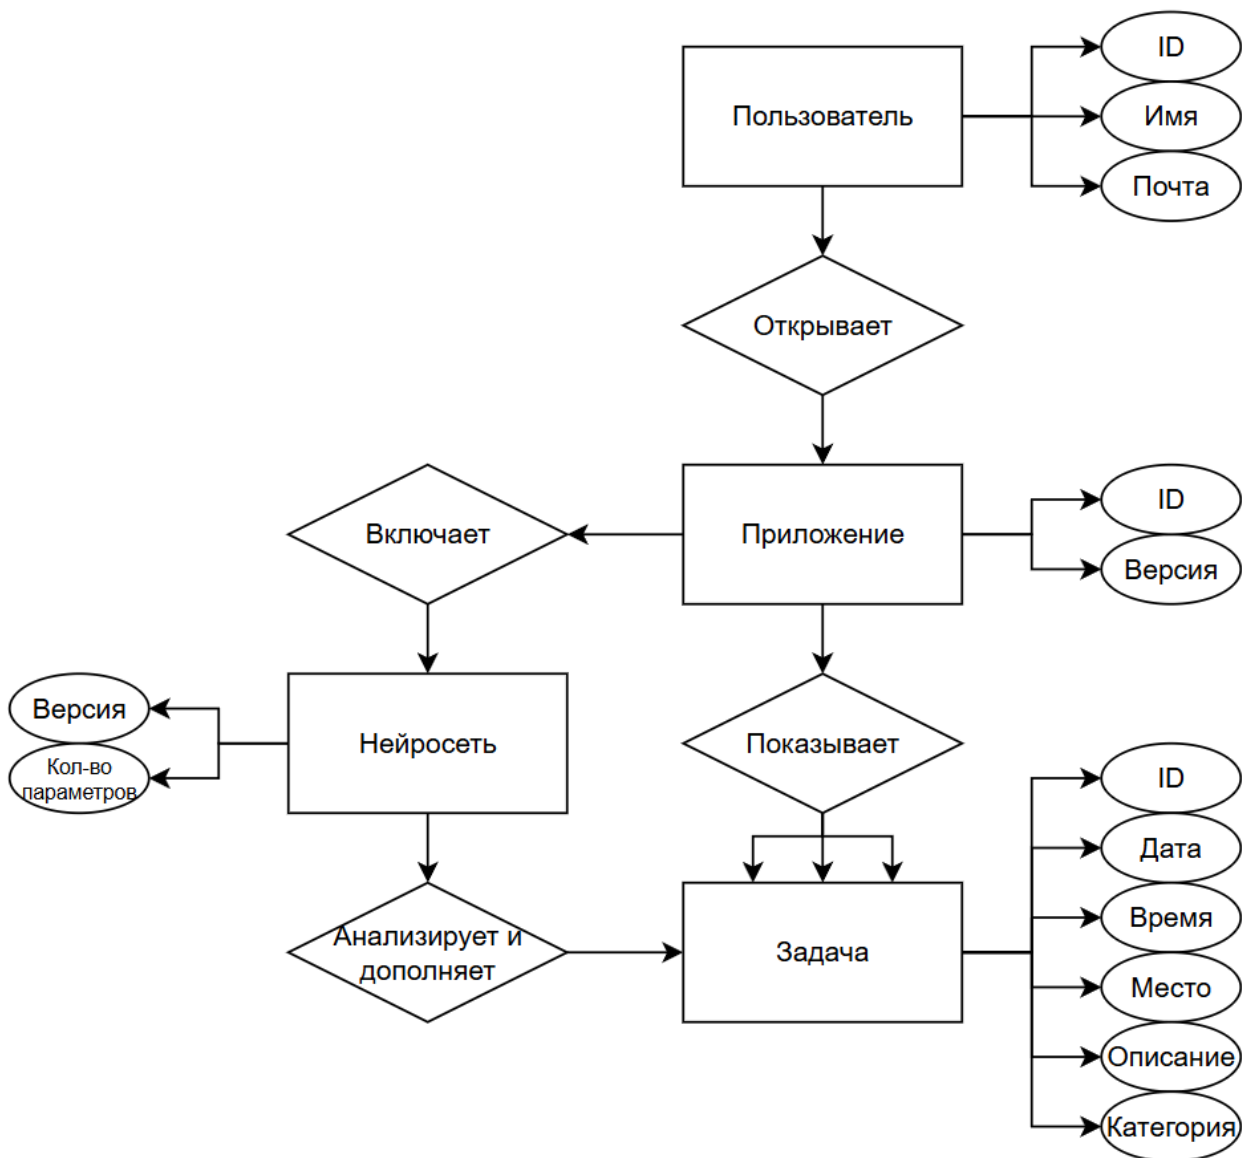 ID
Пользователь
Имя
Почта
Открывает
ID
Включает
Приложение
Версия
Версия
Нейросеть
Кол-во
параметров
Показывает
ID
Дата
Время
Анализирует и
дополняет
Задача
Место
Описание
Категория